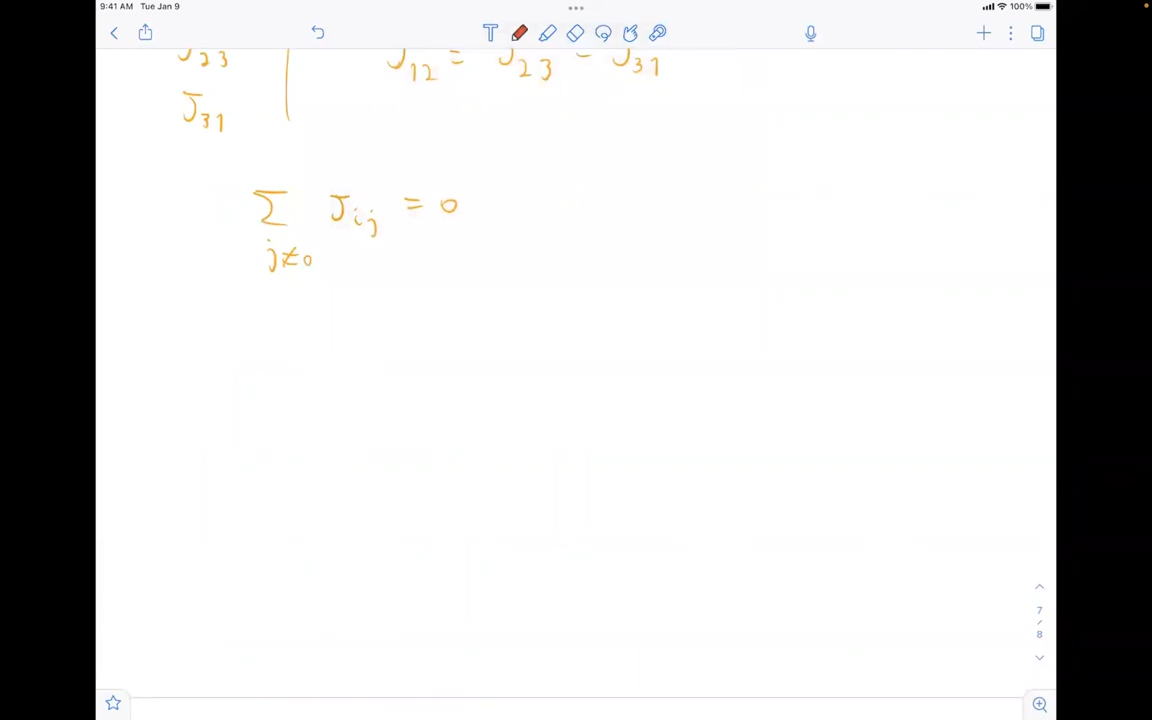 9:41 AM Tue Jan 9
100%
T
J₂₃
J₁₂ = J₂₃ = J₃₁
J₃₁
∑ Jᵢⱼ = 0
j≠0
7
/
8